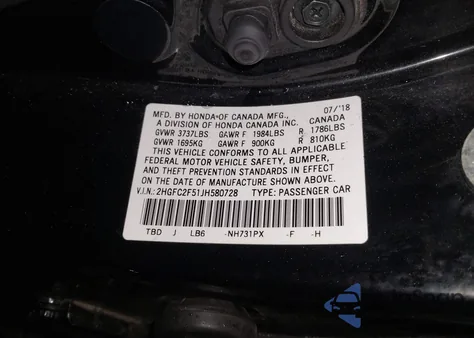 MFD. BY HONDA OF CANADA MFG., 07/'18
A DIVISION OF HONDA CANADA INC. CANADA
GVWR 3737LBS GAWR F 1984LBS R 1786LBS
GVWR 1695KG GAWR F 900KG R 810KG
THIS VEHICLE CONFORMS TO ALL APPLICABLE
FEDERAL MOTOR VEHICLE SAFETY, BUMPER,
AND THEFT PREVENTION STANDARDS IN EFFECT
ON THE DATE OF MANUFACTURE SHOWN ABOVE.
V.I.N.: 2HGFC2F51JH580728 TYPE: PASSENGER CAR
TBD J LB6 -NH731PX -F -H